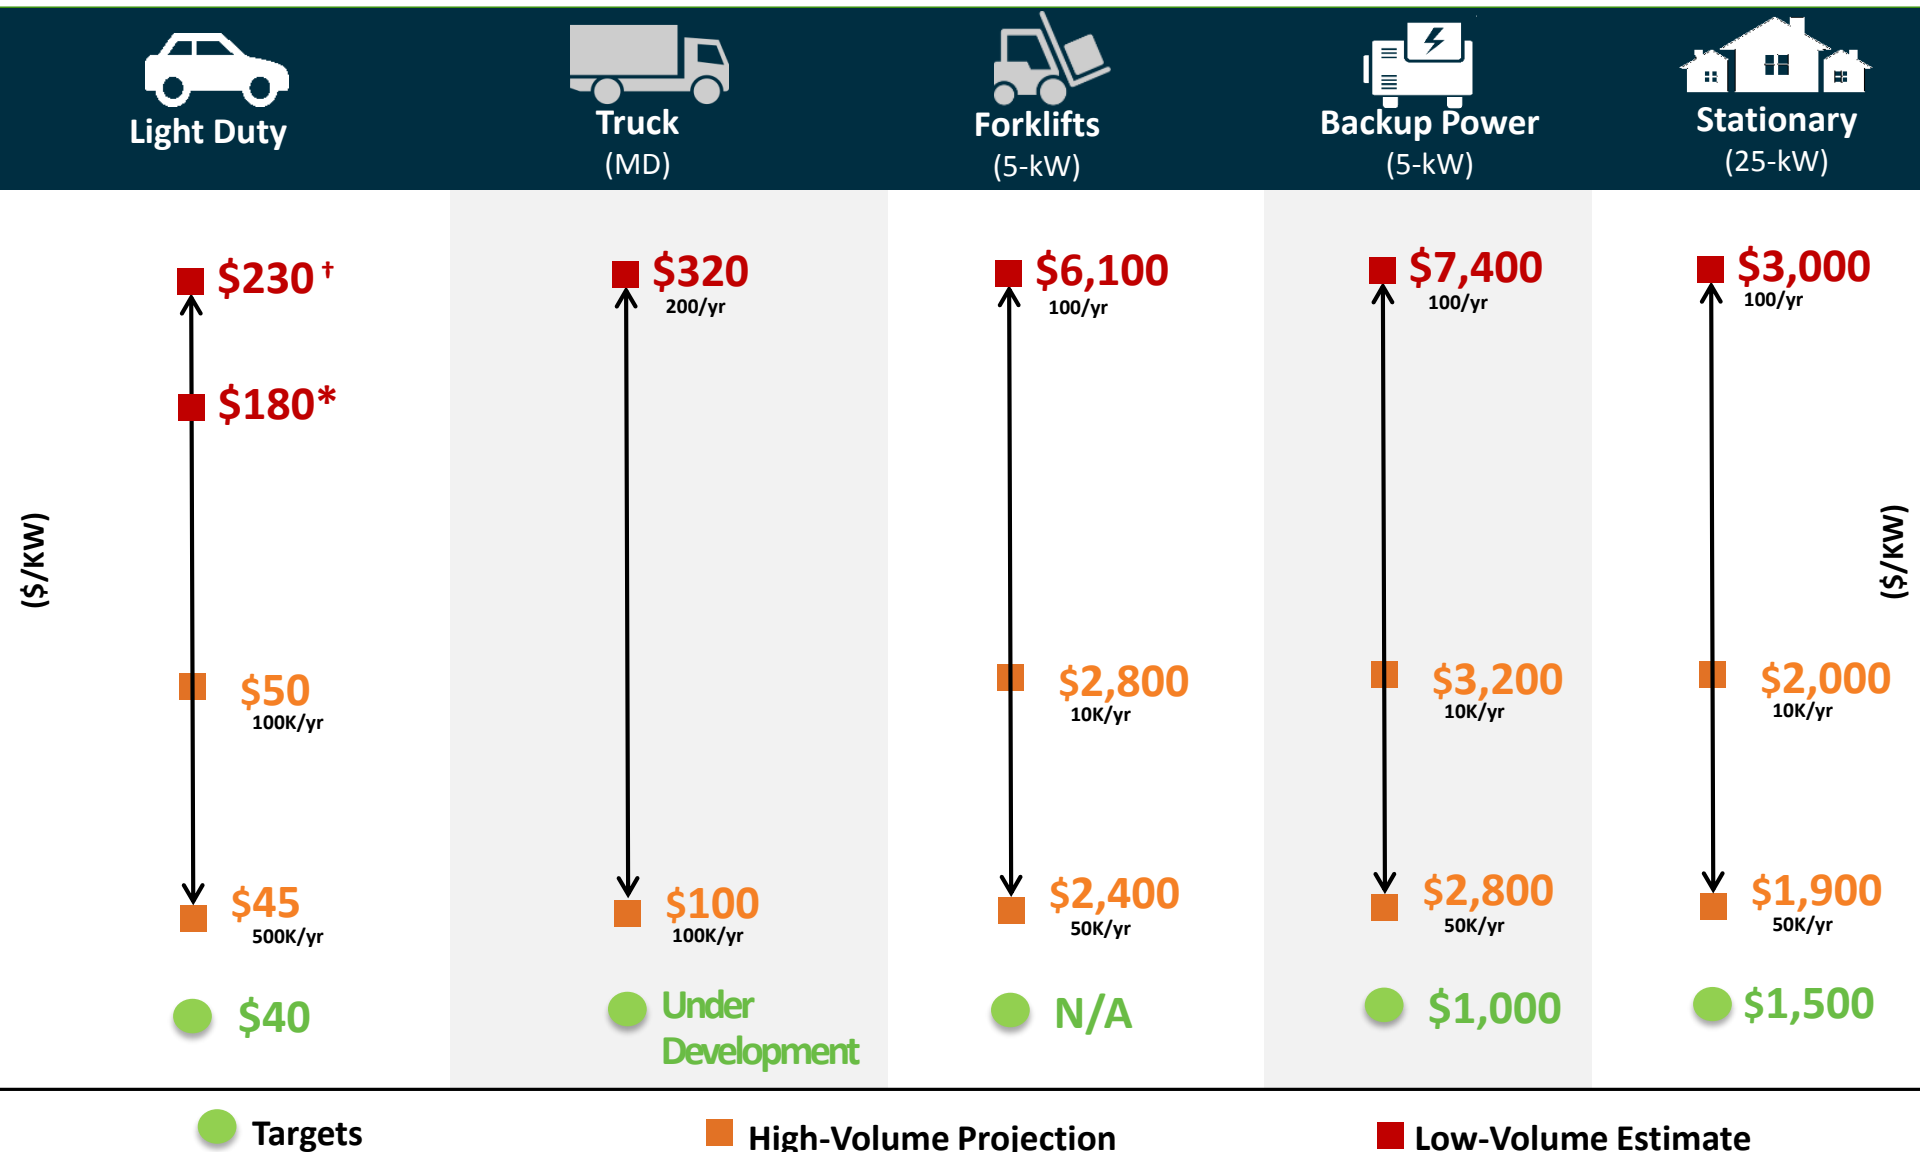 Light Duty
Truck
(MD)
Forklifts
(5-kW)
Backup Power
(5-kW)
Stationary
(25-kW)
($/KW)
$230 †
$180*
$50
100K/yr
$45
500K/yr
$40
$320
200/yr
$100
100K/yr
Under
Development
$6,100
100/yr
$2,800
10K/yr
$2,400
50K/yr
N/A
$7,400
100/yr
$3,200
10K/yr
$2,800
50K/yr
$1,000
$3,000
100/yr
$2,000
10K/yr
$1,900
50K/yr
$1,500
($/KW)
Targets
High-Volume Projection
Low-Volume Estimate